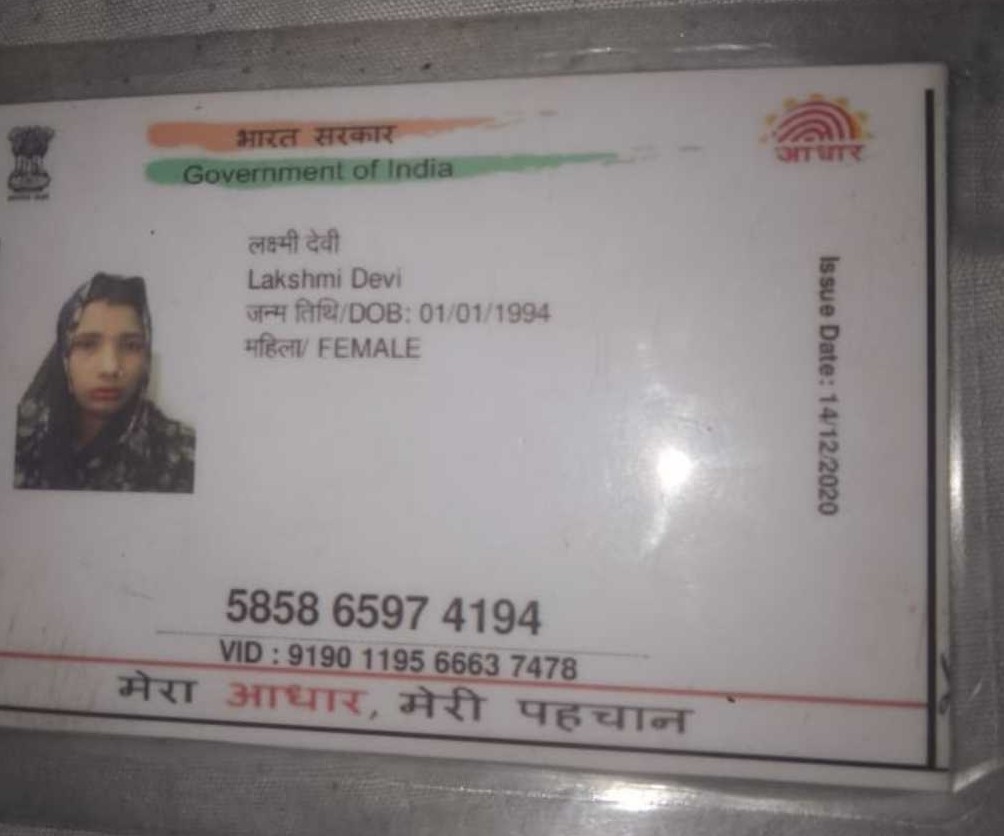 भारत सरकार
Government of India
आधार
लक्ष्मी देवी
Lakshmi Devi
जन्म तिथि/DOB: 01/01/1994
महिला/ FEMALE
Issue Date: 14/12/2020
5858 6597 4194
VID : 9190 1195 6663 7478
मेरा आधार, मेरी पहचान